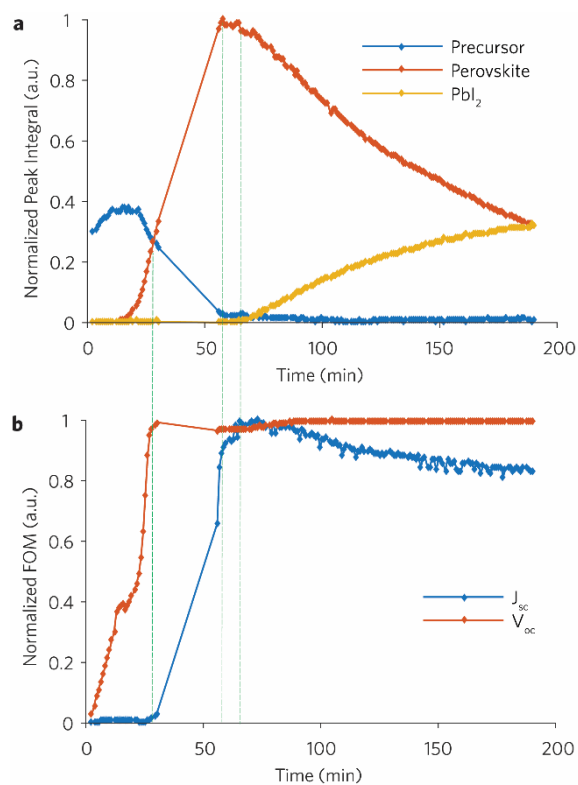 a
Normalized Peak Integral (a.u.)
1
0.8
0.6
0.4
0.2
0
Precursor
Perovskite
PbI2
0 50 100 150 200
Time (min)
b
Normalized FOM (a.u.)
1
0.8
0.6
0.4
0.2
0
Jsc
Voc
0 50 100 150 200
Time (min)